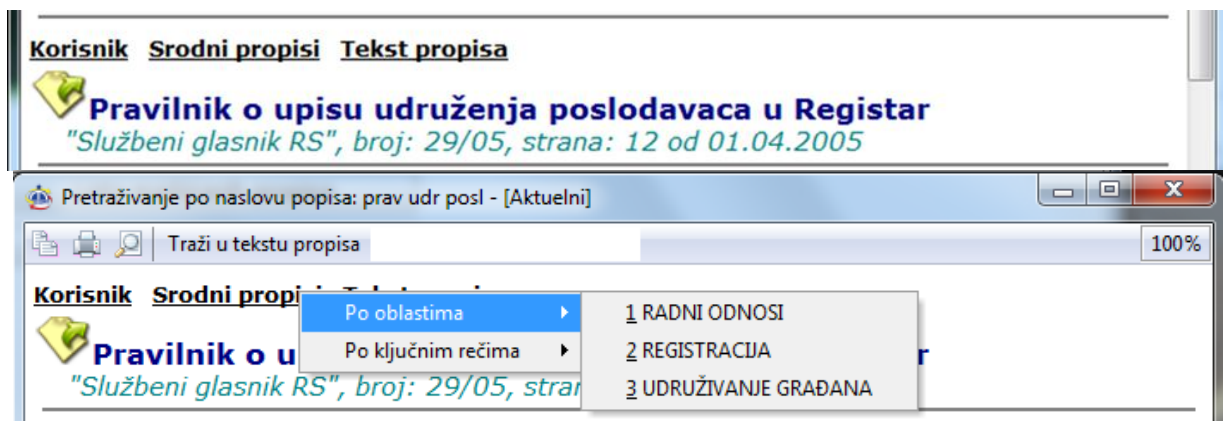 Korisnik Srodni propisi Tekst propisa
Pravilnik o upisu udruženja poslodavaca u Registar
"Službeni glasnik RS", broj: 29/05, strana: 12 od 01.04.2005
Pretraživanje po naslovu popisa: prav udr posl - [Aktuelni]
Traži u tekstu propisa 100%
Korisnik Srodni propisi
Po oblastima 1 RADNI ODNOSI
Po ključnim rečima 2 REGISTRACIJA
3 UDRUŽIVANJE GRAĐANA
Pravilnik o u r
"Službeni glasnik RS", broj: 29/05, stran